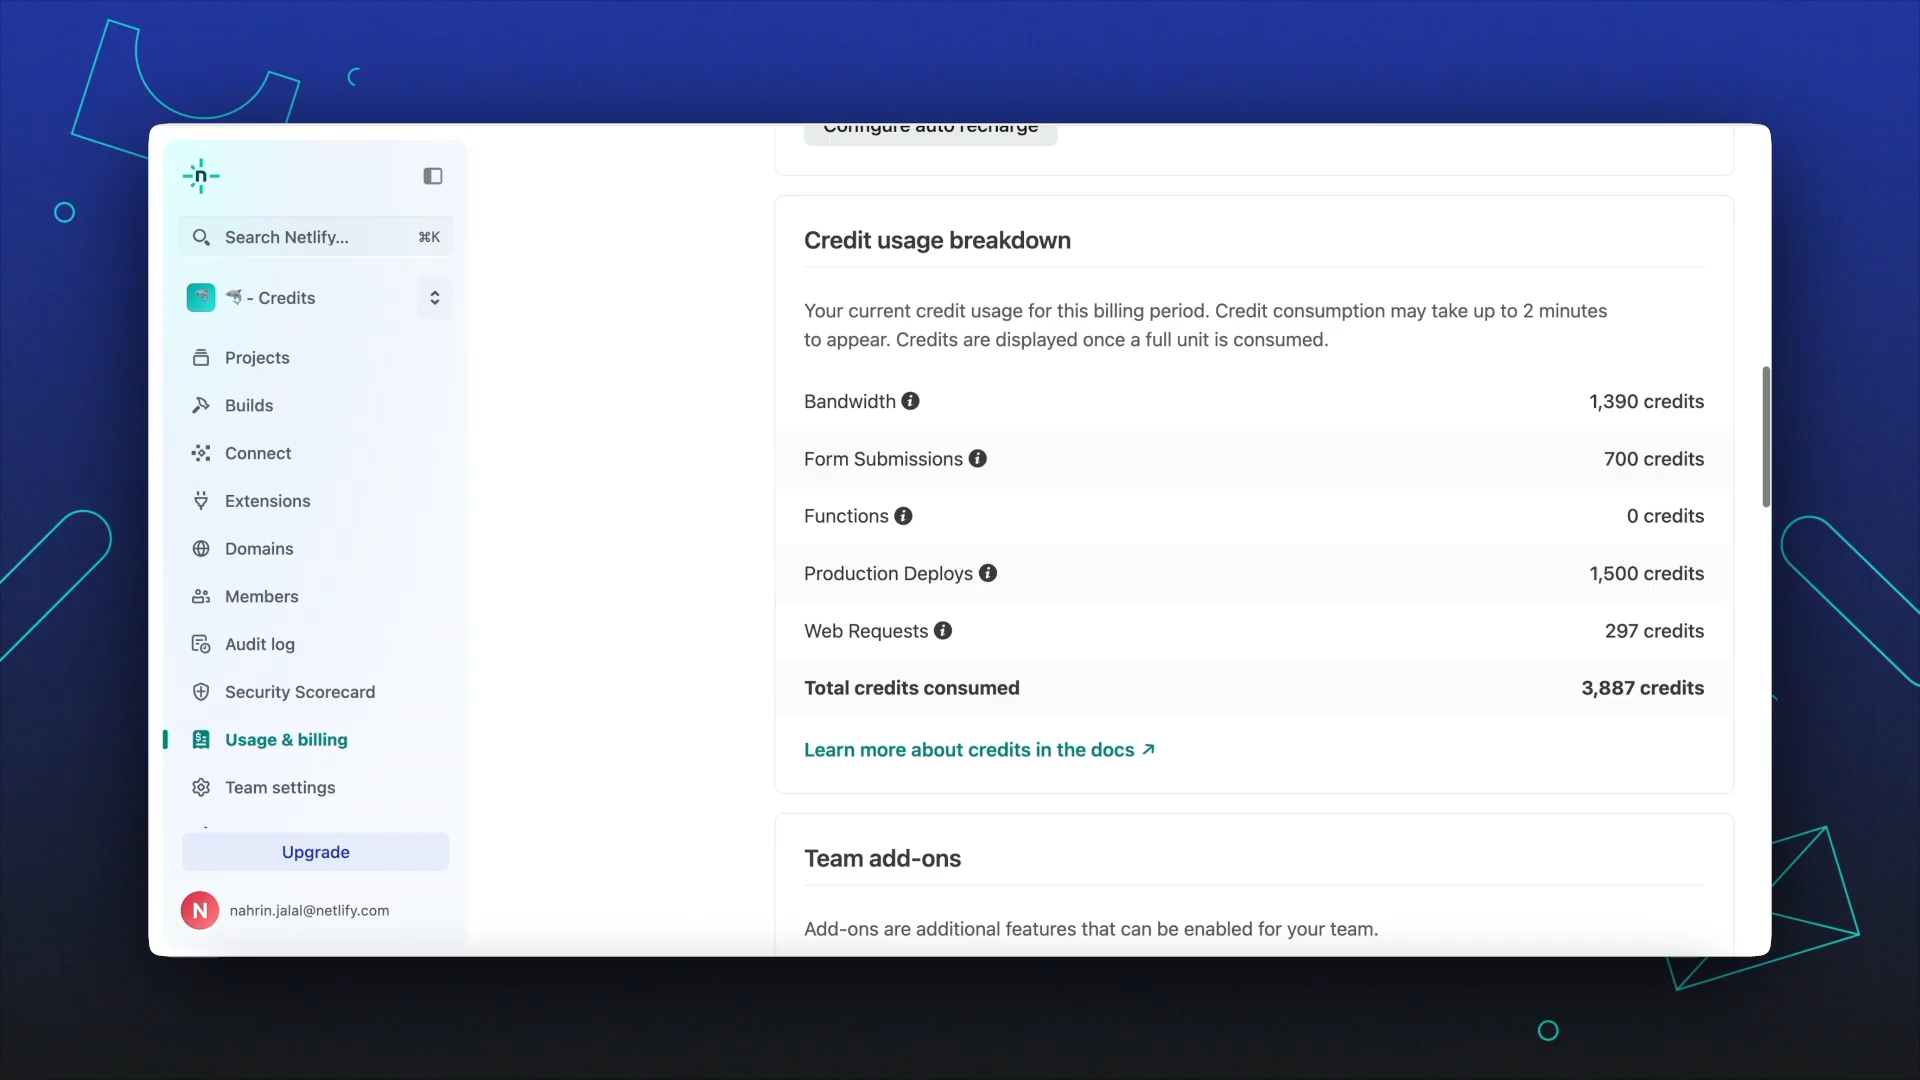 Configure auto recharge
n
Search Netlify...
⌘K
- Credits
Projects
Builds
Connect
Extensions
Domains
Members
Audit log
Security Scorecard
Usage & billing
Team settings
Upgrade
N
nahrin.jalal@netlify.com
Credit usage breakdown
Your current credit usage for this billing period. Credit consumption may take up to 2 minutes
to appear. Credits are displayed once a full unit is consumed.
Bandwidth
1,390 credits
Form Submissions
700 credits
Functions
0 credits
Production Deploys
1,500 credits
Web Requests
297 credits
Total credits consumed
3,887 credits
Learn more about credits in the docs ↗
Team add-ons
Add-ons are additional features that can be enabled for your team.